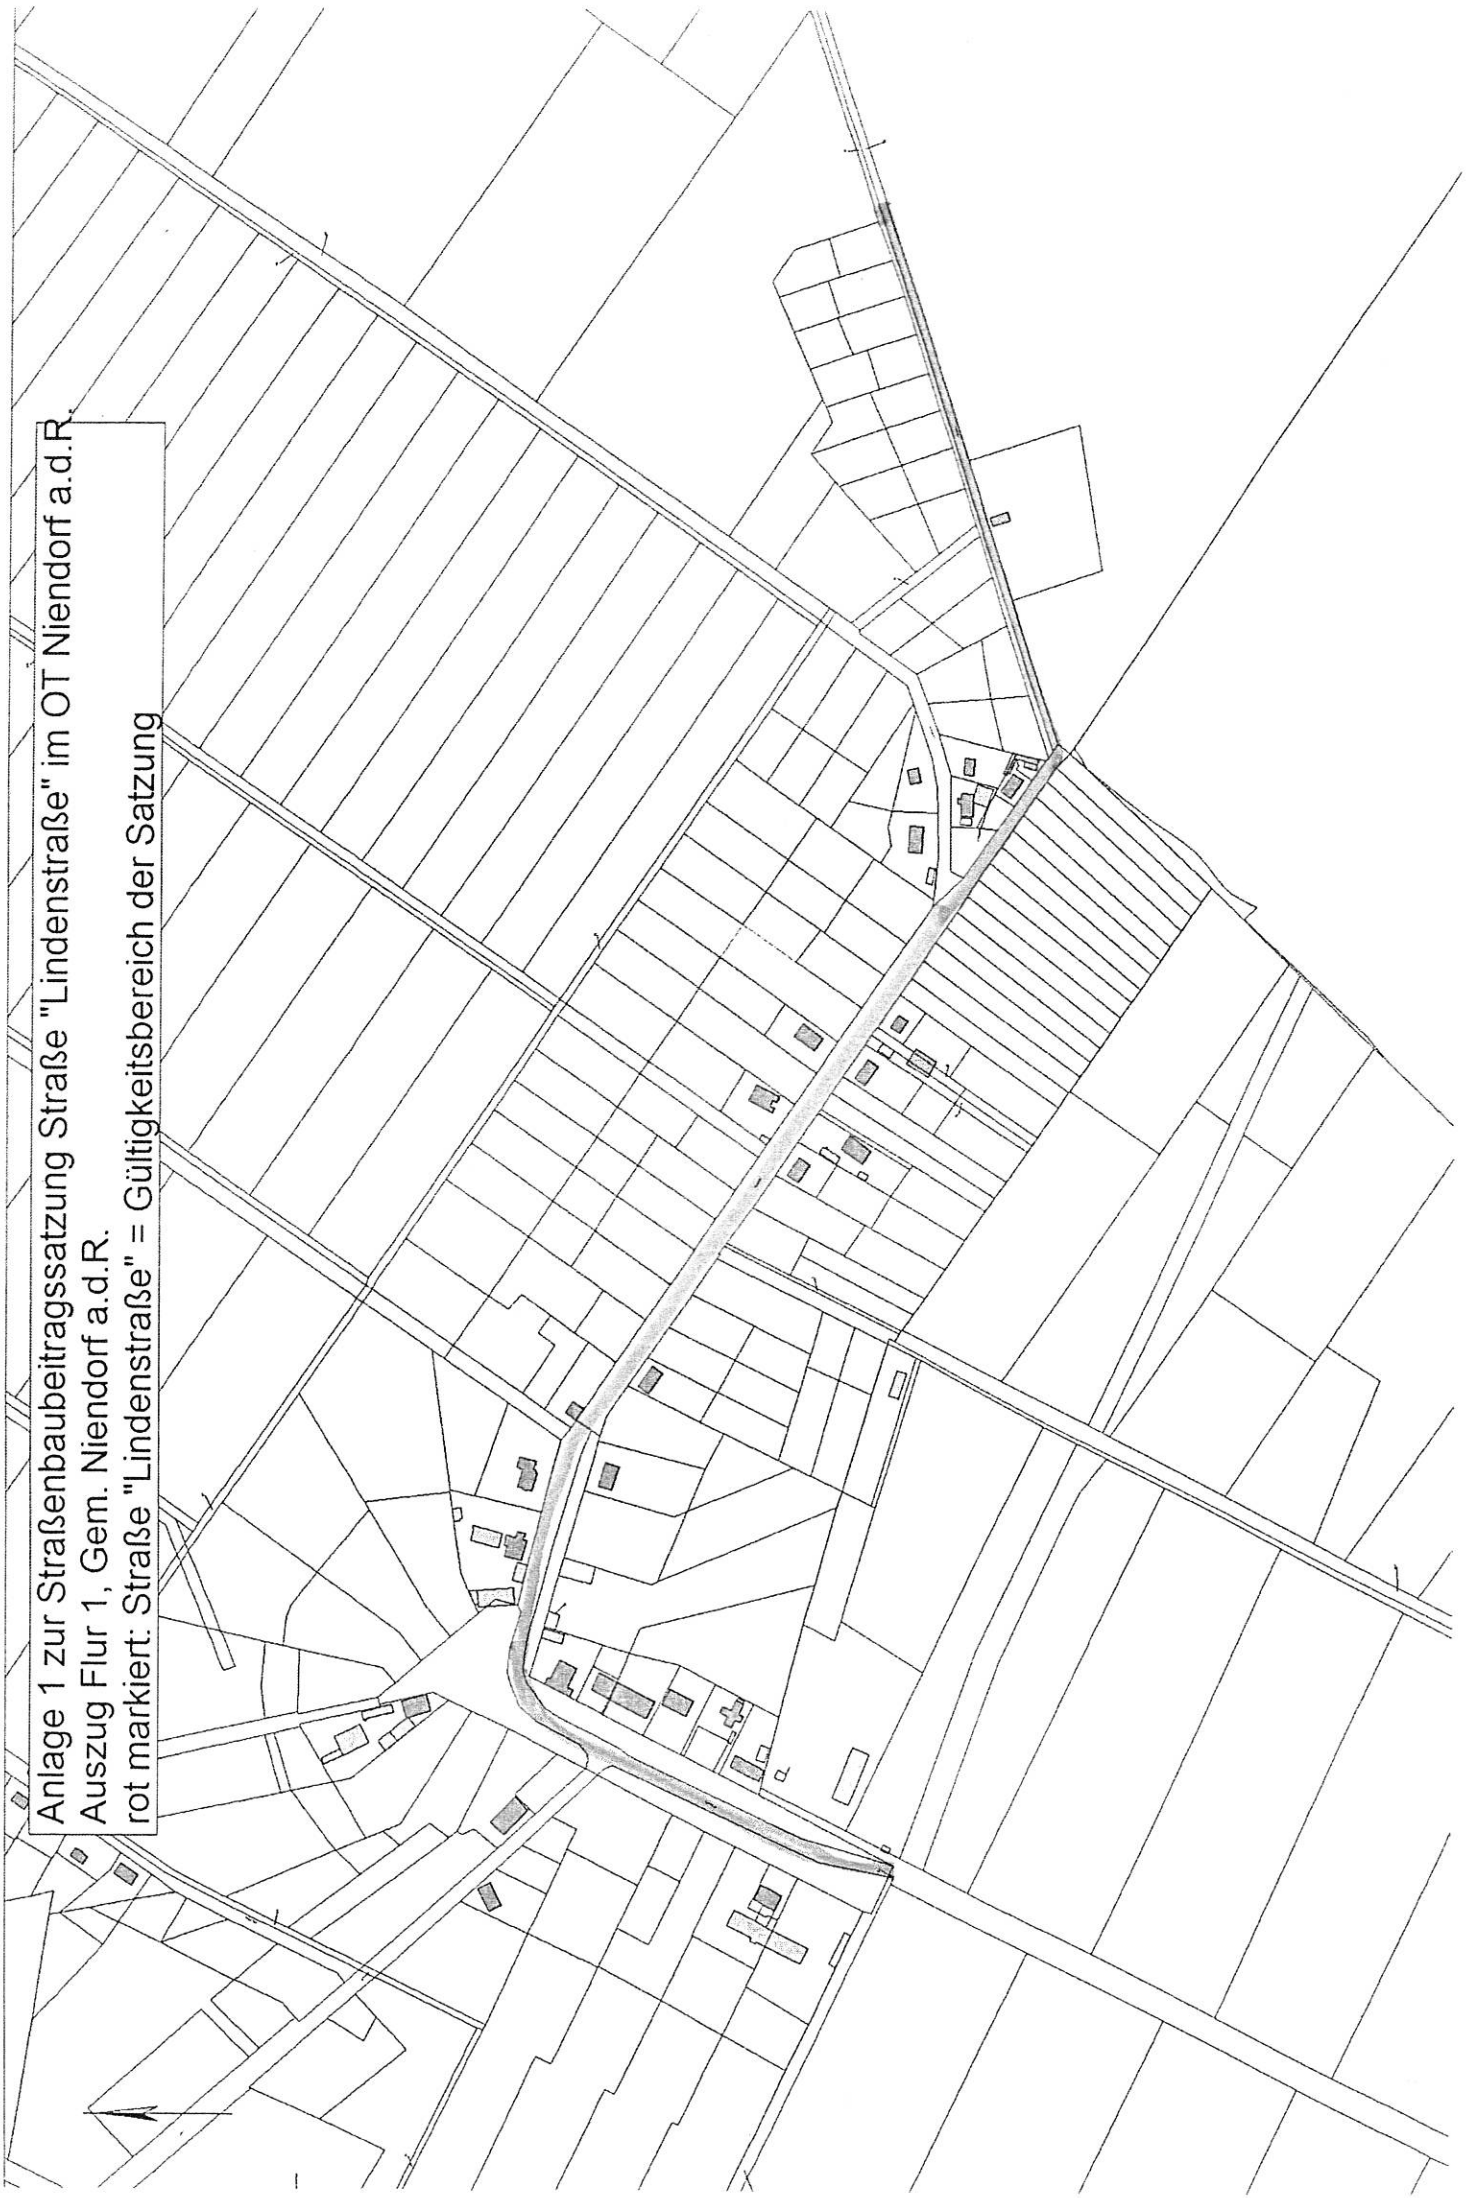 Anlage 1 zur Straßenbaubeitragssatzung Straße "Lindenstraße" im OT Niendorf a.d.R.
Auszug Flur 1, Gem. Niendorf a.d.R.
rot markiert: Straße "Lindenstraße" = Gültigkeitsbereich der Satzung